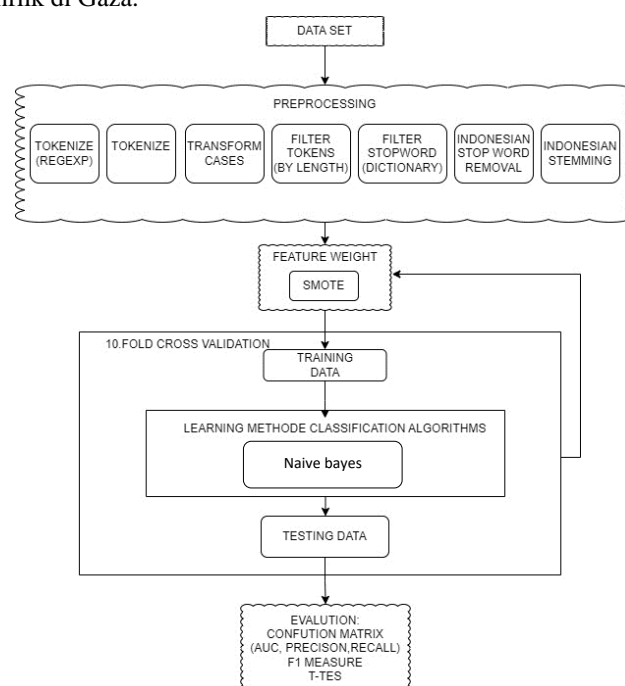 di Gaza.
DATA SET
PREPROCESSING
TOKENIZE
(REGEXP)
TOKENIZE
TRANSFORM
CASES
FILTER
TOKENS
(BY LENGTH)
FILTER
STOPWORD
(DICTIONARY)
INDONESIAN
STOP WORD
REMOVAL
INDONESIAN
STEMMING
FEATURE WEIGHT
SMOTE
10.FOLD CROSS VALIDATION
TRAINING
DATA
LEARNING METHODE CLASSIFICATION ALGORITHMS
Naive bayes
TESTING DATA
EVALUTION:
CONFUTION MATRIX
(AUC, PRECISON,RECALL)
F1 MEASURE
T-TES